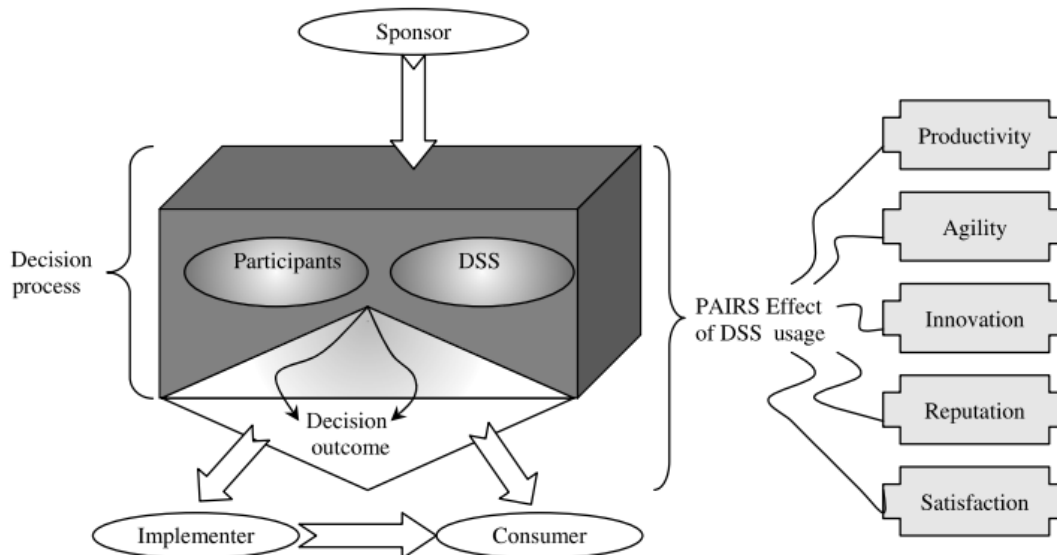 Sponsor
Decision
process
Participants
DSS
Decision
outcome
Implementer
Consumer
PAIRS Effect
of DSS usage
Productivity
Agility
Innovation
Reputation
Satisfaction